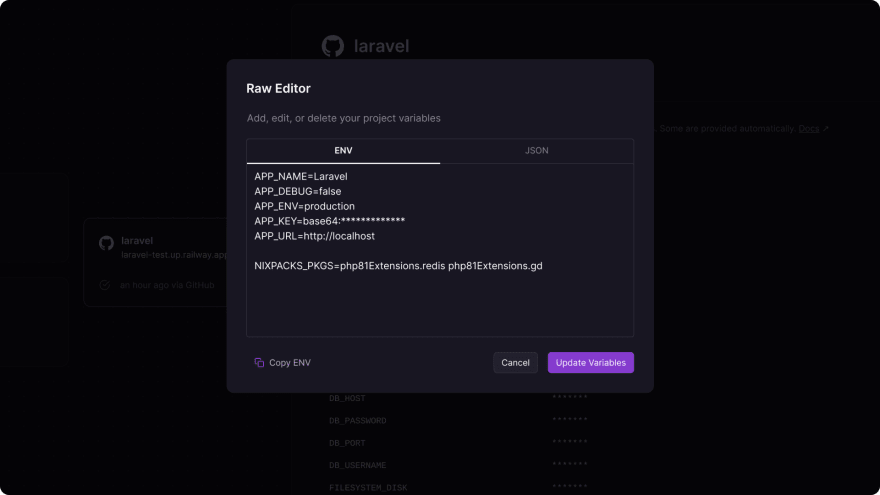 laravel
Raw Editor
Add, edit, or delete your project variables
Some are provided automatically. Docs ↗
ENV
JSON
APP_NAME=Laravel
APP_DEBUG=false
APP_ENV=production
APP_KEY=base64:*************
APP_URL=http://localhost
NIXPACKS_PKGS=php81Extensions.redis php81Extensions.gd
laravel
laravel-test.up.railway.app
an hour ago via GitHub
Copy ENV
Cancel
Update Variables
DB_HOST *******
DB_PASSWORD *******
DB_PORT *******
DB_USERNAME *******
FILESYSTEM_DISK *******